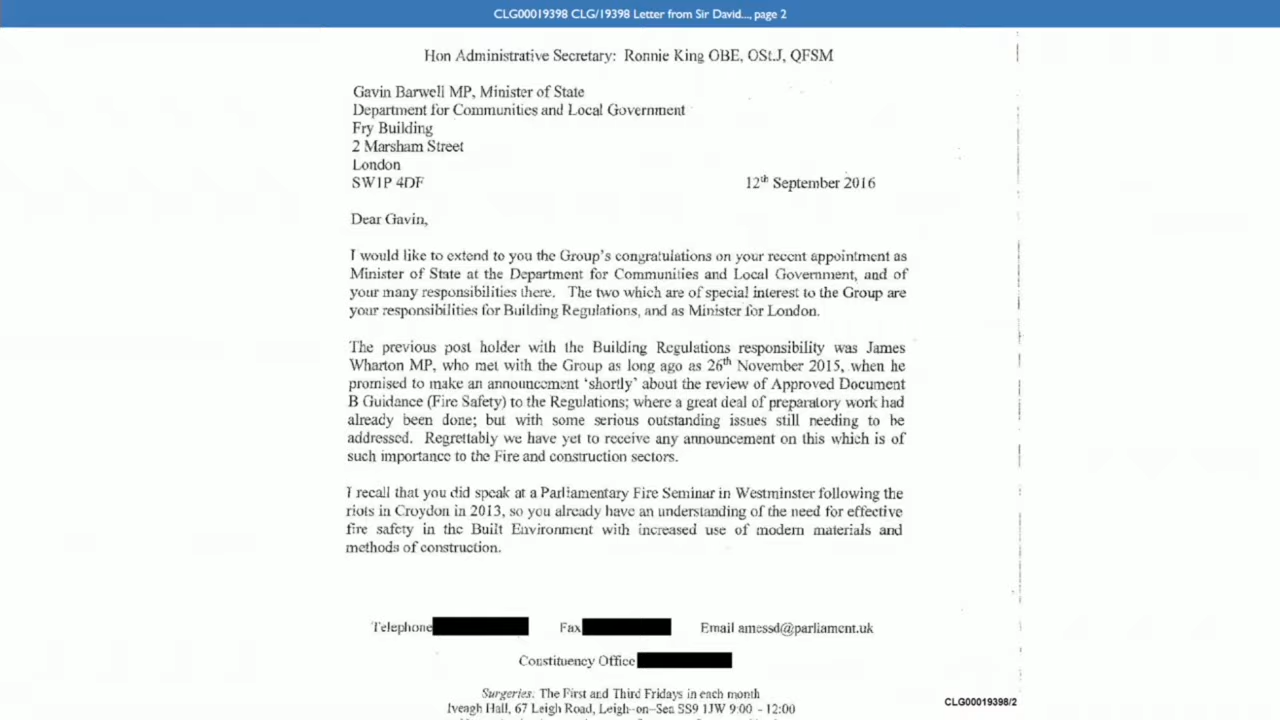 CLG00019398 CLG/19398 Letter from Sir David..., page 2
Hon Administrative Secretary: Ronnie King OBE, OSt.J, QFSM
Gavin Barwell MP, Minister of State
Department for Communities and Local Government
Fry Building
2 Marsham Street
London
SW1P 4DF
12th September 2016
Dear Gavin,
I would like to extend to you the Group's congratulations on your recent appointment as
Minister of State at the Department for Communities and Local Government, and of
your many responsibilities there. The two which are of special interest to the Group are
your responsibilities for Building Regulations, and as Minister for London.
The previous post holder with the Building Regulations responsibility was James
Wharton MP, who met with the Group as long ago as 26th November 2015, when he
promised to make an announcement 'shortly' about the review of Approved Document
B Guidance (Fire Safety) to the Regulations; where a great deal of preparatory work had
already been done; but with some serious outstanding issues still needing to be
addressed. Regrettably we have yet to receive any announcement on this which is of
such importance to the Fire and construction sectors.
I recall that you did speak at a Parliamentary Fire Seminar in Westminster following the
riots in Croydon in 2013, so you already have an understanding of the need for effective
fire safety in the Built Environment with increased use of modern materials and
methods of construction.
Telephone Fax Email amessd@parliament.uk
Constituency Office
Surgeries: The First and Third Fridays in each month
Iveagh Hall, 67 Leigh Road, Leigh-on-Sea SS9 1JW 9:00 - 12:00
CLG00019398/2